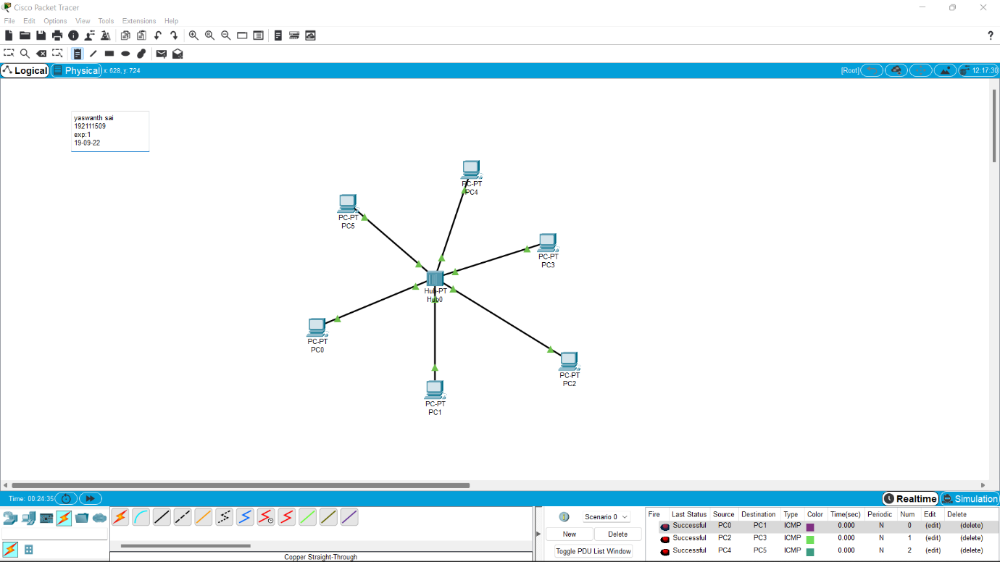 Cisco Packet Tracer
File Edit Options View Tools Extensions Help
?
Logical Physical x: 628, y: 724 [Root] 12:17:30
yaswanth sai
192111509
exp:1
19-09-22
PC-PT
PC4
PC-PT
PC5
PC-PT
PC3
Hub-PT
Hub0
PC-PT
PC0
PC-PT
PC2
PC-PT
PC1
Time: 00:24:35 Realtime Simulation
Scenario 0
New Delete
Toggle PDU List Window
Fire Last Status Source Destination Type Color Time(sec) Periodic Num Edit Delete
Successful PC0 PC1 ICMP 0.000 N 0 (edit) (delete)
Successful PC2 PC3 ICMP 0.000 N 1 (edit) (delete)
Successful PC4 PC5 ICMP 0.000 N 2 (edit) (delete)
Copper Straight-Through